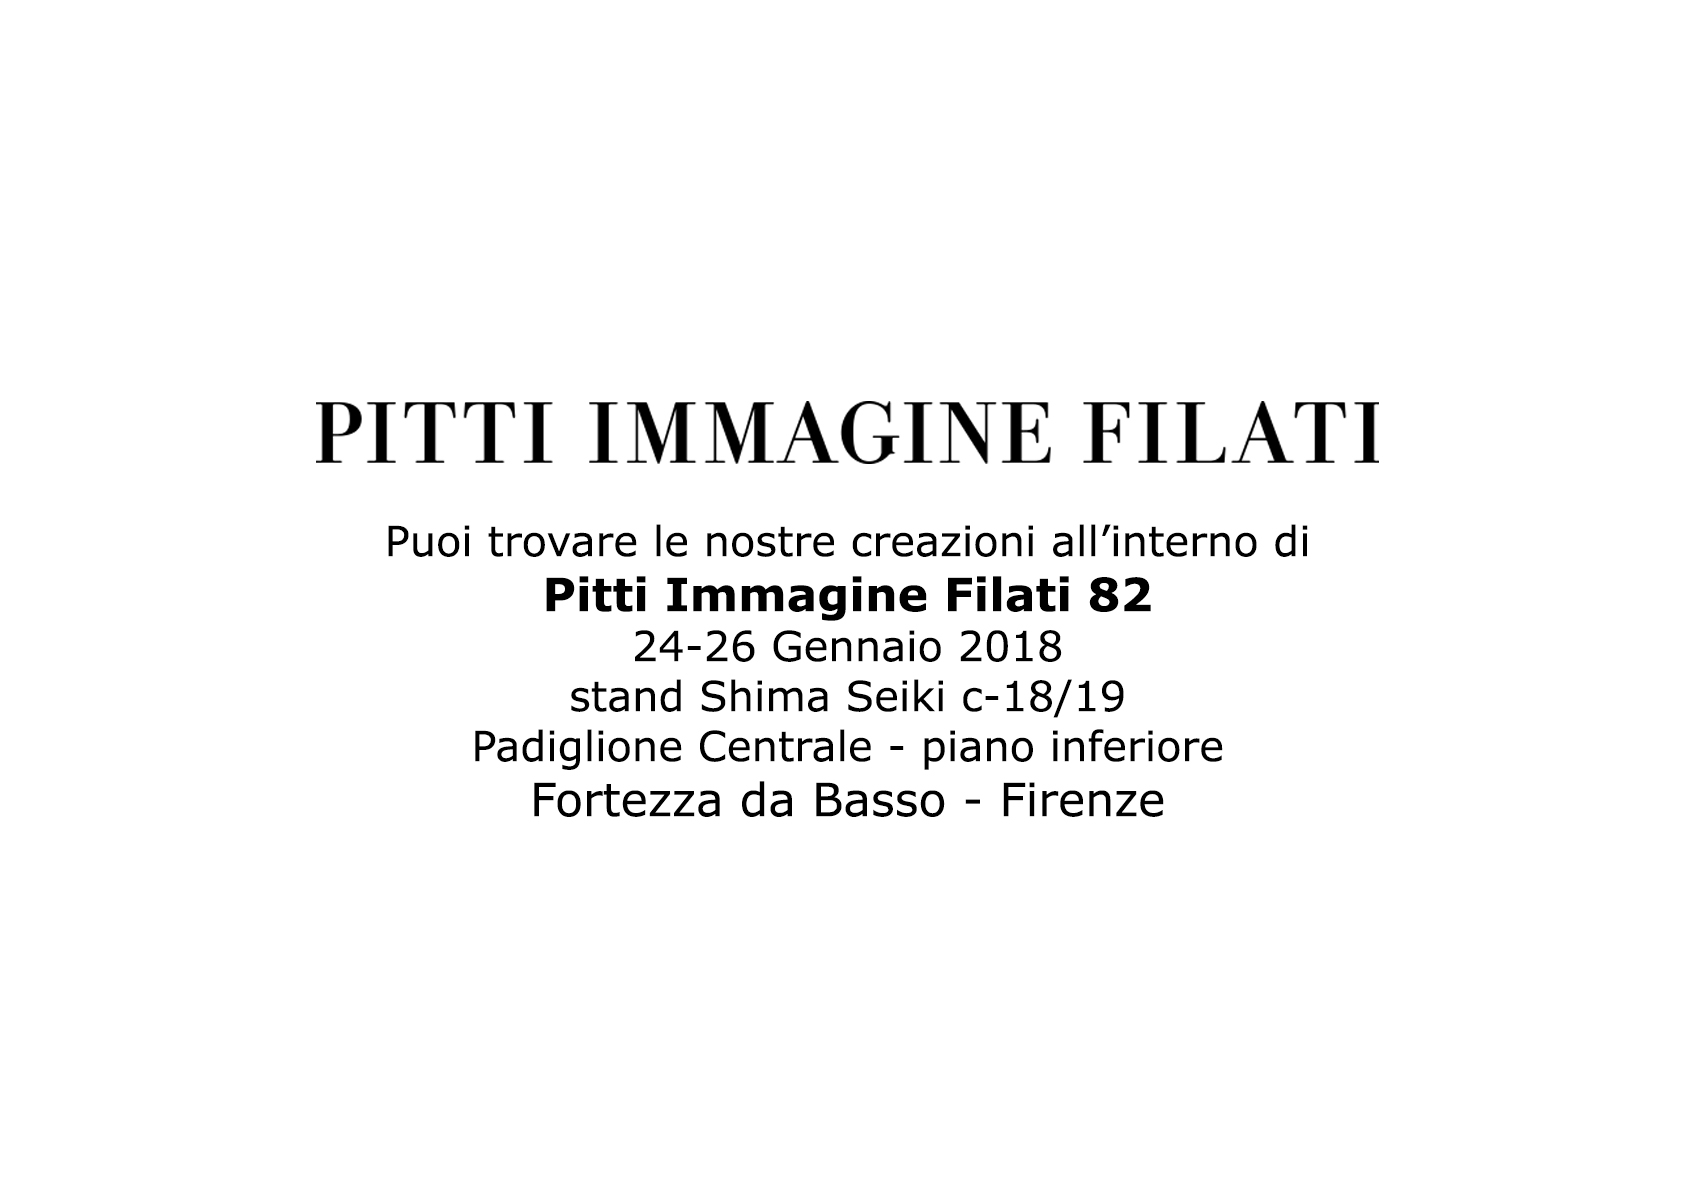 PITTI IMMAGINE FILATI
Puoi trovare le nostre creazioni all’interno di
Pitti Immagine Filati 82
24-26 Gennaio 2018
stand Shima Seiki c-18/19
Padiglione Centrale - piano inferiore
Fortezza da Basso - Firenze